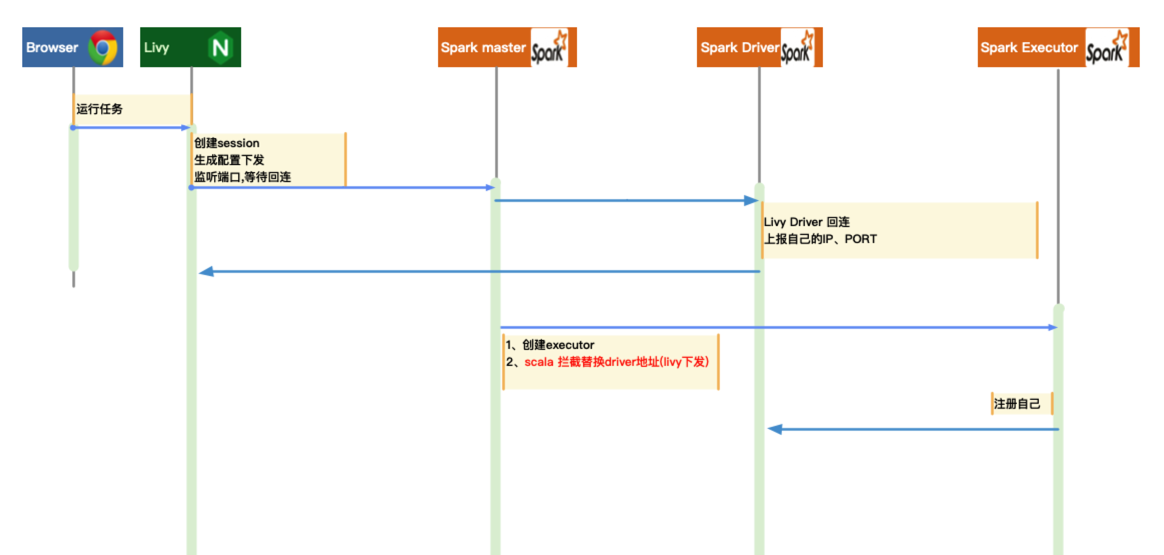 Browser
Livy
N
Spark master
Spark
Spark Driver
Spark
Spark Executor
Spark
运行任务
创建session
生成配置下发
监听端口,等待回连
Livy Driver 回连
上报自己的IP、PORT
1、创建executor
2、scala 拦截替换driver地址(livy下发)
注册自己